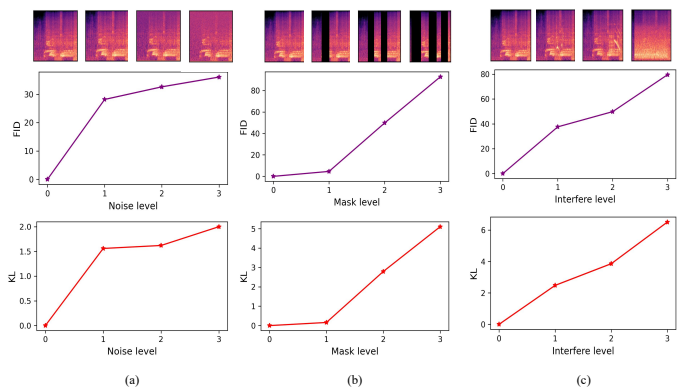 FID
30
20
10
0
0 1 2 3
Noise level
FID
80
60
40
20
0
0 1 2 3
Mask level
FID
80
60
40
20
0
0 1 2 3
Interfere level
KL
2.0
1.5
1.0
0.5
0.0
0 1 2 3
Noise level
KL
5
4
3
2
1
0
0 1 2 3
Mask level
KL
6
4
2
0
0 1 2 3
Interfere level
(a) (b) (c)